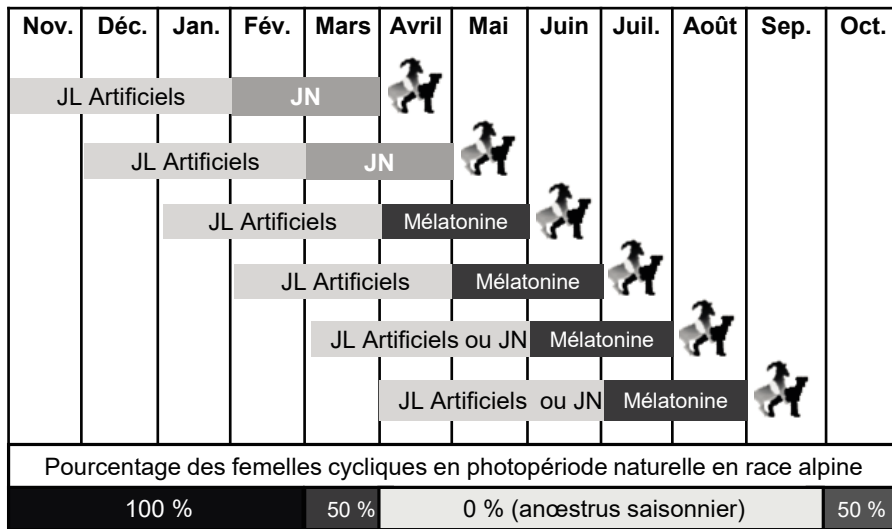 Nov. Déc. Jan. Fév. Mars Avril Mai Juin Juil. Août Sep. Oct.
JL Artificiels JN
JL Artificiels JN
JL Artificiels Mélatonine
JL Artificiels Mélatonine
JL Artificiels ou JN Mélatonine
JL Artificiels ou JN Mélatonine
Pourcentage des femelles cycliques en photopériode naturelle en race alpine
100 % 50 % 0 % (anœstrus saisonnier) 50 %